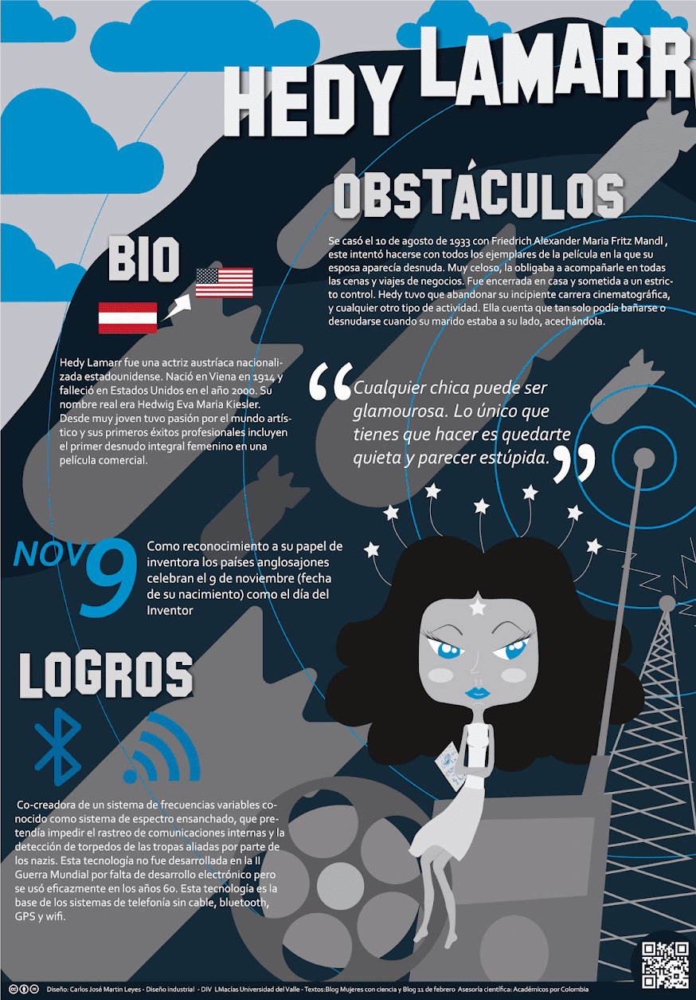 HEDY LAMARR
OBSTÁCULOS
Se casó el 10 de agosto de 1933 con Friedrich Alexander Maria Fritz Mandl ,
este intentó hacerse con todos los ejemplares de la película en la que su
esposa aparecía desnuda. Muy celoso, la obligaba a acompañarle en todas
las cenas y viajes de negocios. Fue encerrada en casa y sometida a un estric-
to control. Hedy tuvo que abandonar su incipiente carrera cinematográfica,
y cualquier otro tipo de actividad. Ella cuenta que tan solo podía bañarse o
desnudarse cuando su marido estaba a su lado, acechándola.
BIO
Hedy Lamarr fue una actriz austríaca nacionali-
zada estadounidense. Nació en Viena en 1914 y
falleció en Estados Unidos en el año 2000. Su
nombre real era Hedwig Eva Maria Kiesler.
Desde muy joven tuvo pasión por el mundo artís-
tico y sus primeros éxitos profesionales incluyen
el primer desnudo integral femenino en una
película comercial.
“Cualquier chica puede ser
glamourosa. Lo único que
tienes que hacer es quedarte
quieta y parecer estúpida.”
NOV 9
Como reconocimiento a su papel de
inventora los países anglosajones
celebran el 9 de noviembre (fecha
de su nacimiento) como el día del
Inventor
LOGROS
Co-creadora de un sistema de frecuencias variables co-
nocido como sistema de espectro ensanchado, que pre-
tendía impedir el rastreo de comunicaciones internas y la
detección de torpedos de las tropas aliadas por parte de
los nazis. Esta tecnología no fue desarrollada en la II
Guerra Mundial por falta de desarrollo electrónico pero
se usó eficazmente en los años 60. Esta tecnología es la
base de los sistemas de telefonía sin cable, bluetooth,
GPS y wifi.
Diseño: Carlos José Martin Leyes - Diseño industrial - DIV LMacías Universidad del Valle - Textos:Blog Mujeres con ciencia y Blog 11 de febrero Asesoría científica: Académicos por Colombia